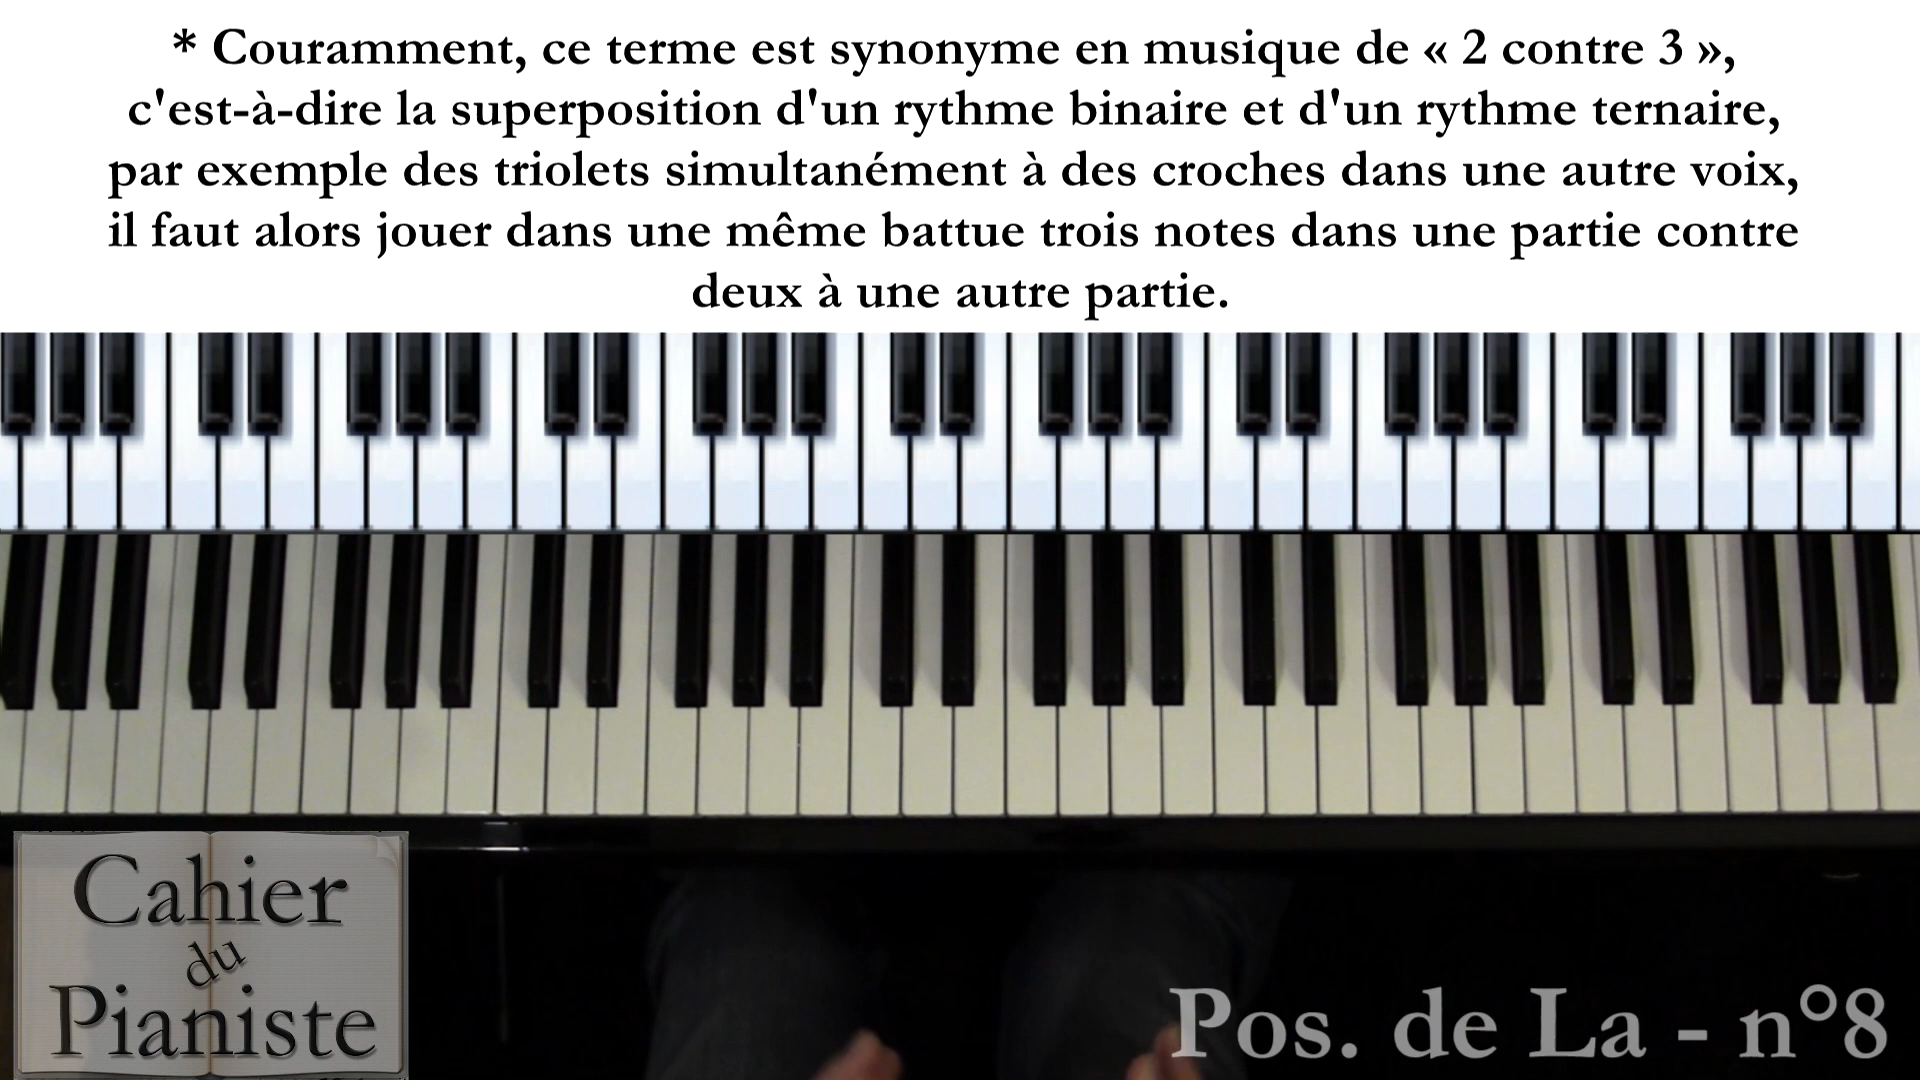 * Couramment, ce terme est synonyme en musique de « 2 contre 3 »,
c'est-à-dire la superposition d'un rythme binaire et d'un rythme ternaire,
par exemple des triolets simultanément à des croches dans une autre voix,
il faut alors jouer dans une même battue trois notes dans une partie contre
deux à une autre partie.
Cahier
du
Pianiste
Pos. de La - n°8